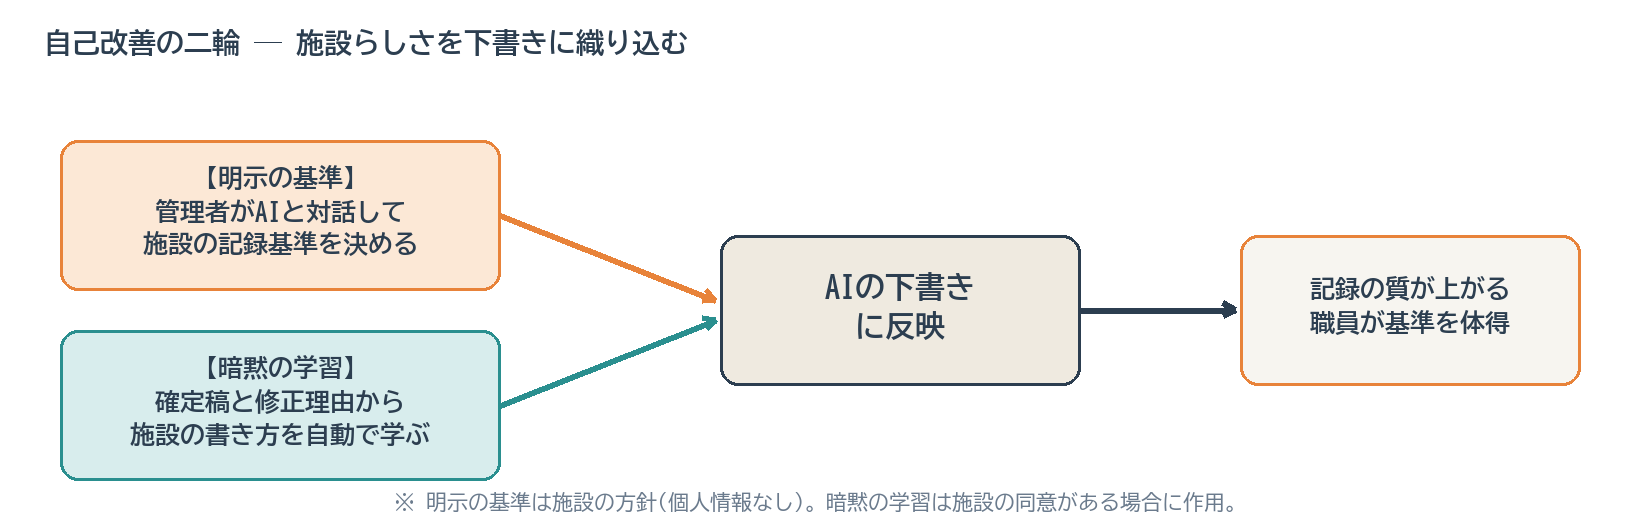 自己改善の二輪 ― 施設らしさを下書きに織り込む
【明示の基準】
管理者がAIと対話して
施設の記録基準を決める
【暗黙の学習】
確定稿と修正理由から
施設の書き方を自動で学ぶ
AIの下書き
に反映
記録の質が上がる
職員が基準を体得
※ 明示の基準は施設の方針(個人情報なし)。暗黙の学習は施設の同意がある場合に作用。